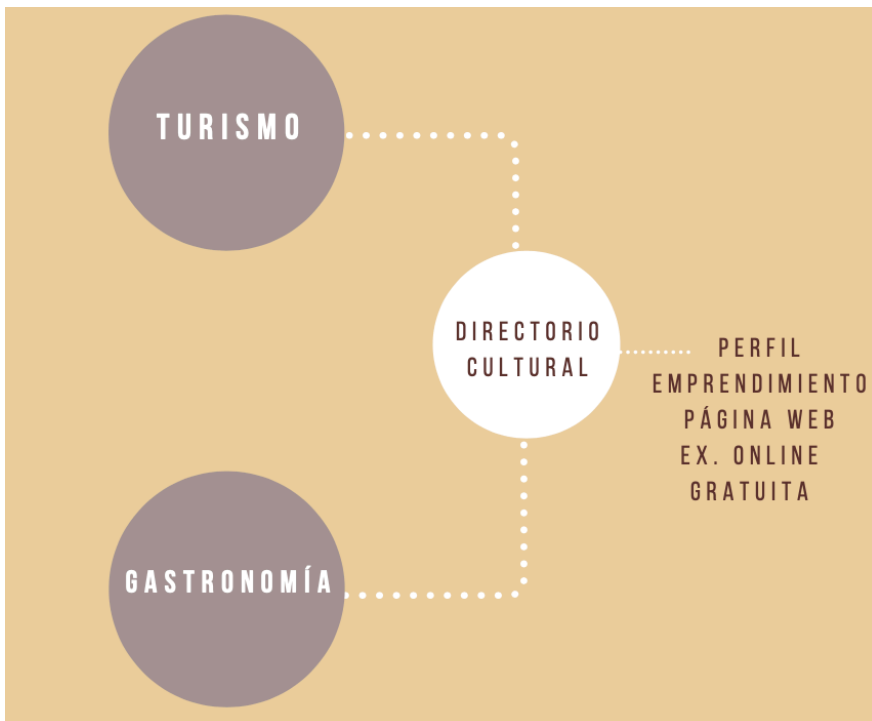 TURISMO
DIRECTORIO
CULTURAL
PERFIL
EMPRENDIMIENTO
PÁGINA WEB
EX. ONLINE
GRATUITA
GASTRONOMÍA